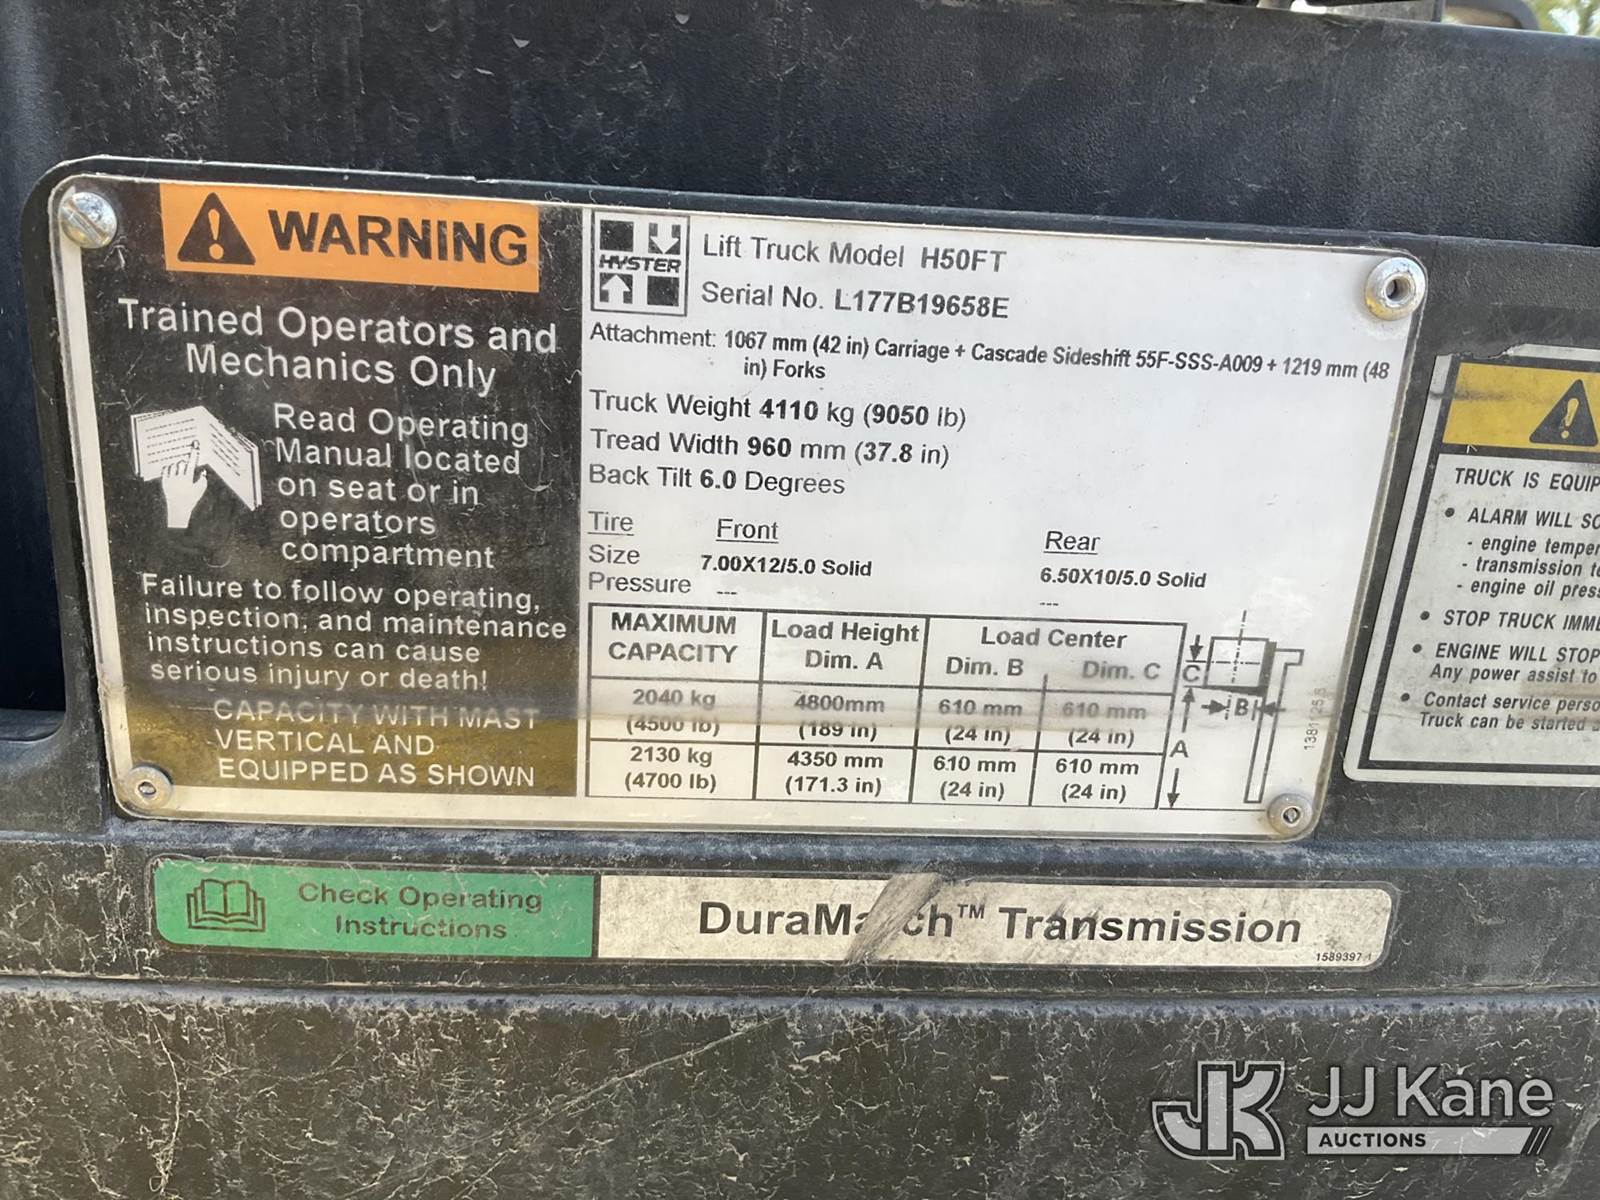 WARNING
Trained Operators and
Mechanics Only
Read Operating
Manual located
on seat or in
operators
compartment
Failure to follow operating,
inspection, and maintenance
instructions can cause
serious injury or death!
CAPACITY WITH MAST
VERTICAL AND
EQUIPPED AS SHOWN
HYSTER
Lift Truck Model H50FT
Serial No. L177B19658E
Attachment: 1067 mm (42 in) Carriage + Cascade Sideshift 55F-SSS-A009 + 1219 mm (48
in) Forks
Truck Weight 4110 kg (9050 lb)
Tread Width 960 mm (37.8 in)
Back Tilt 6.0 Degrees
Tire Front Rear
Size 7.00X12/5.0 Solid 6.50X10/5.0 Solid
Pressure --- ---
MAXIMUM CAPACITY Load Height Dim. A Load Center Dim. B Dim. C
2040 kg 4800mm 610 mm 610 mm
(4500 lb) (189 in) (24 in) (24 in)
2130 kg 4350 mm 610 mm 610 mm
(4700 lb) (171.3 in) (24 in) (24 in)
C
B
A
TRUCK IS EQUIP
• ALARM WILL SO
- engine temper
- transmission te
- engine oil press
• STOP TRUCK IMME
• ENGINE WILL STOP
Any power assist to
• Contact service perso
Truck can be started
Check Operating
Instructions
DuraMatch™ Transmission
1589397-1
JK JJ Kane
AUCTIONS